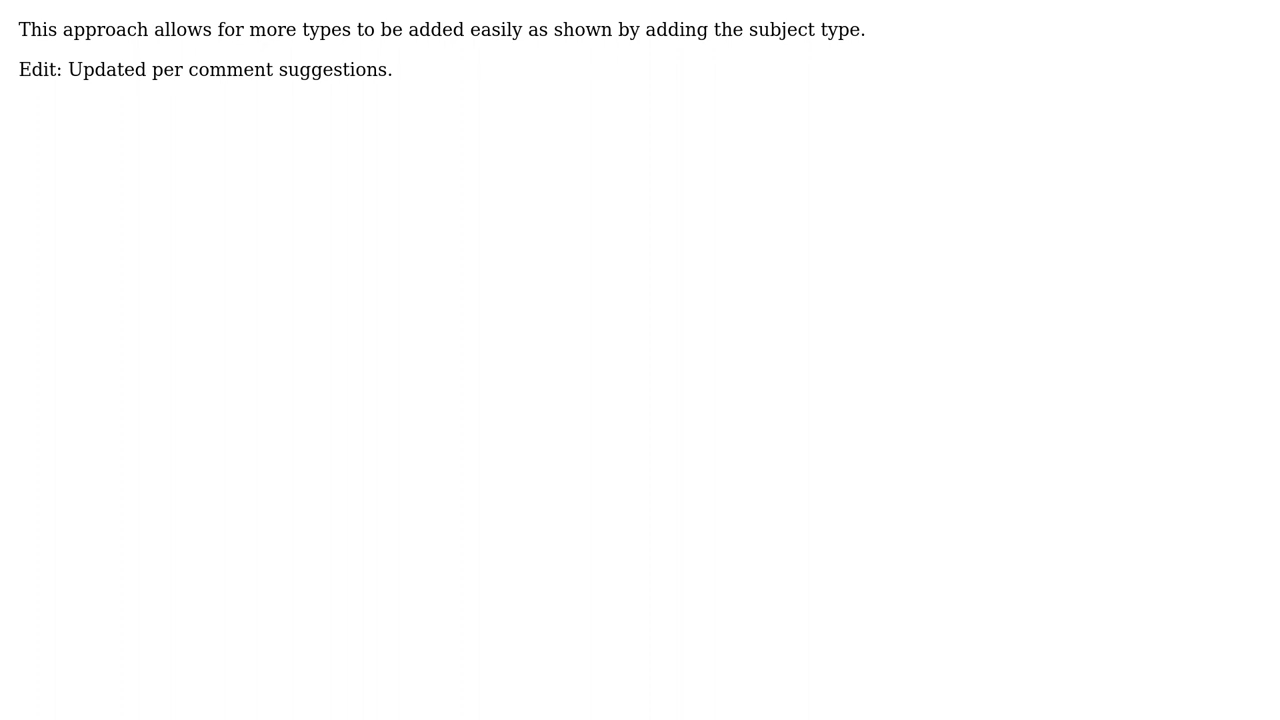 This approach allows for more types to be added easily as shown by adding the subject type.
Edit: Updated per comment suggestions.